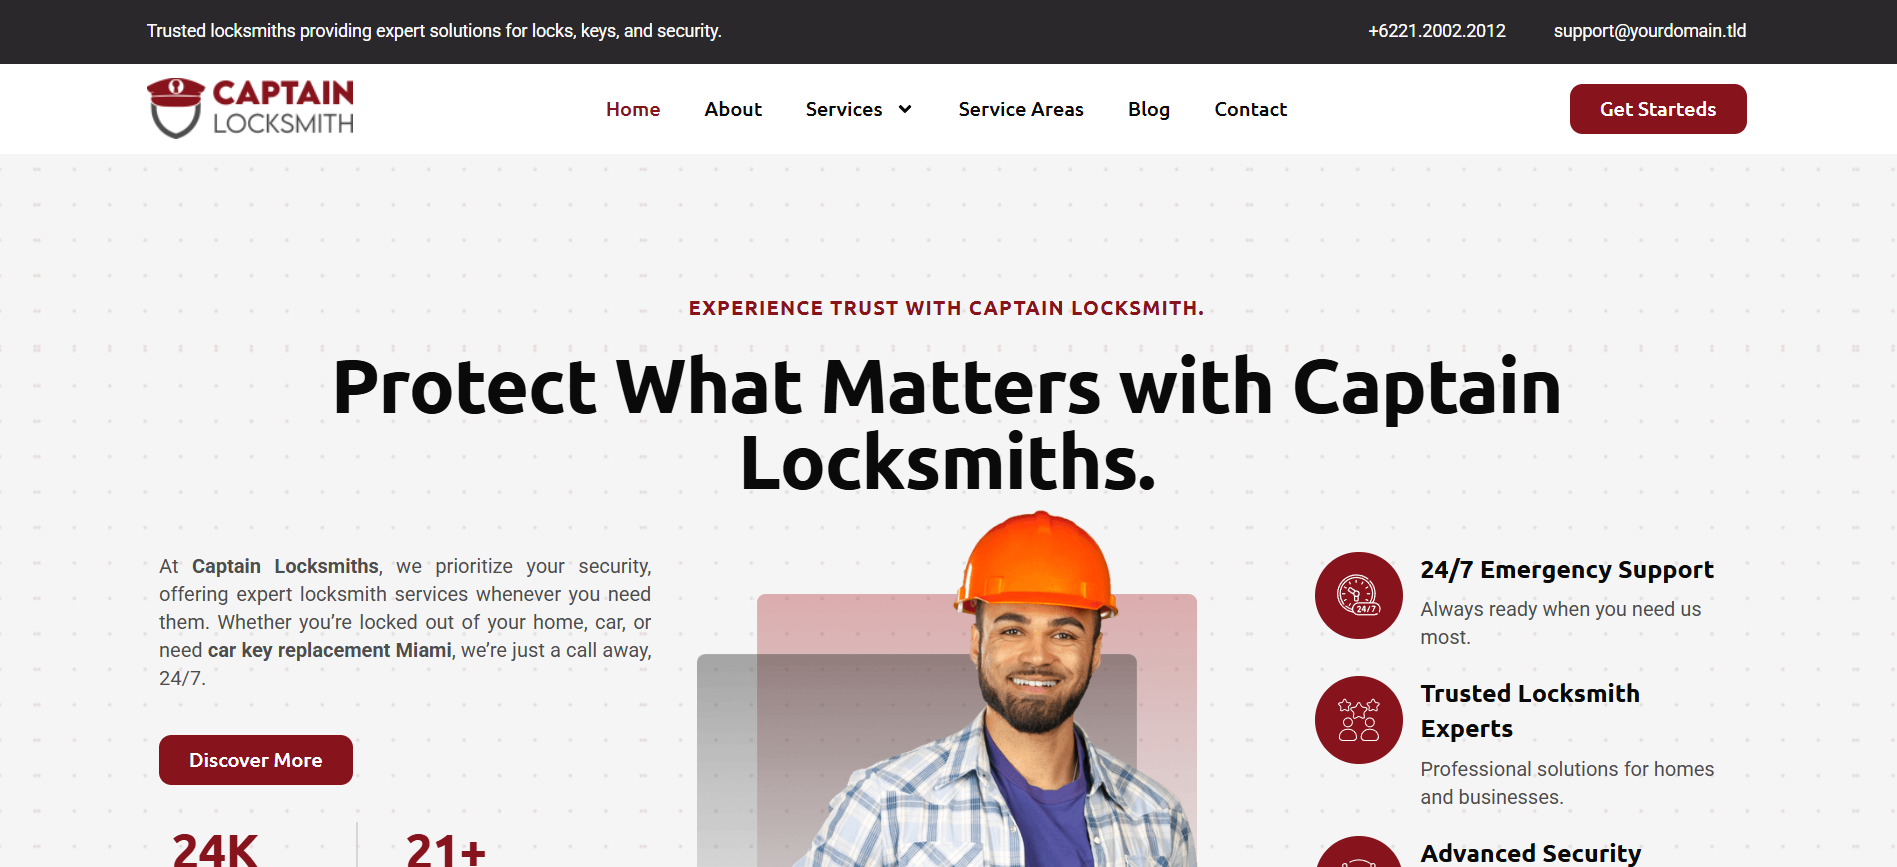 Trusted locksmiths providing expert solutions for locks, keys, and security.
+6221.2002.2012
support@yourdomain.tld
CAPTAIN
LOCKSMITH
Home
About
Services
Service Areas
Blog
Contact
Get Starteds
EXPERIENCE TRUST WITH CAPTAIN LOCKSMITH.
Protect What Matters with Captain
Locksmiths.
At Captain Locksmiths, we prioritize your security,
offering expert locksmith services whenever you need
them. Whether you’re locked out of your home, car, or
need car key replacement Miami, we’re just a call away,
24/7.
Discover More
24K
21+
24/7
24/7 Emergency Support
Always ready when you need us
most.
Trusted Locksmith
Experts
Professional solutions for homes
and businesses.
Advanced Security